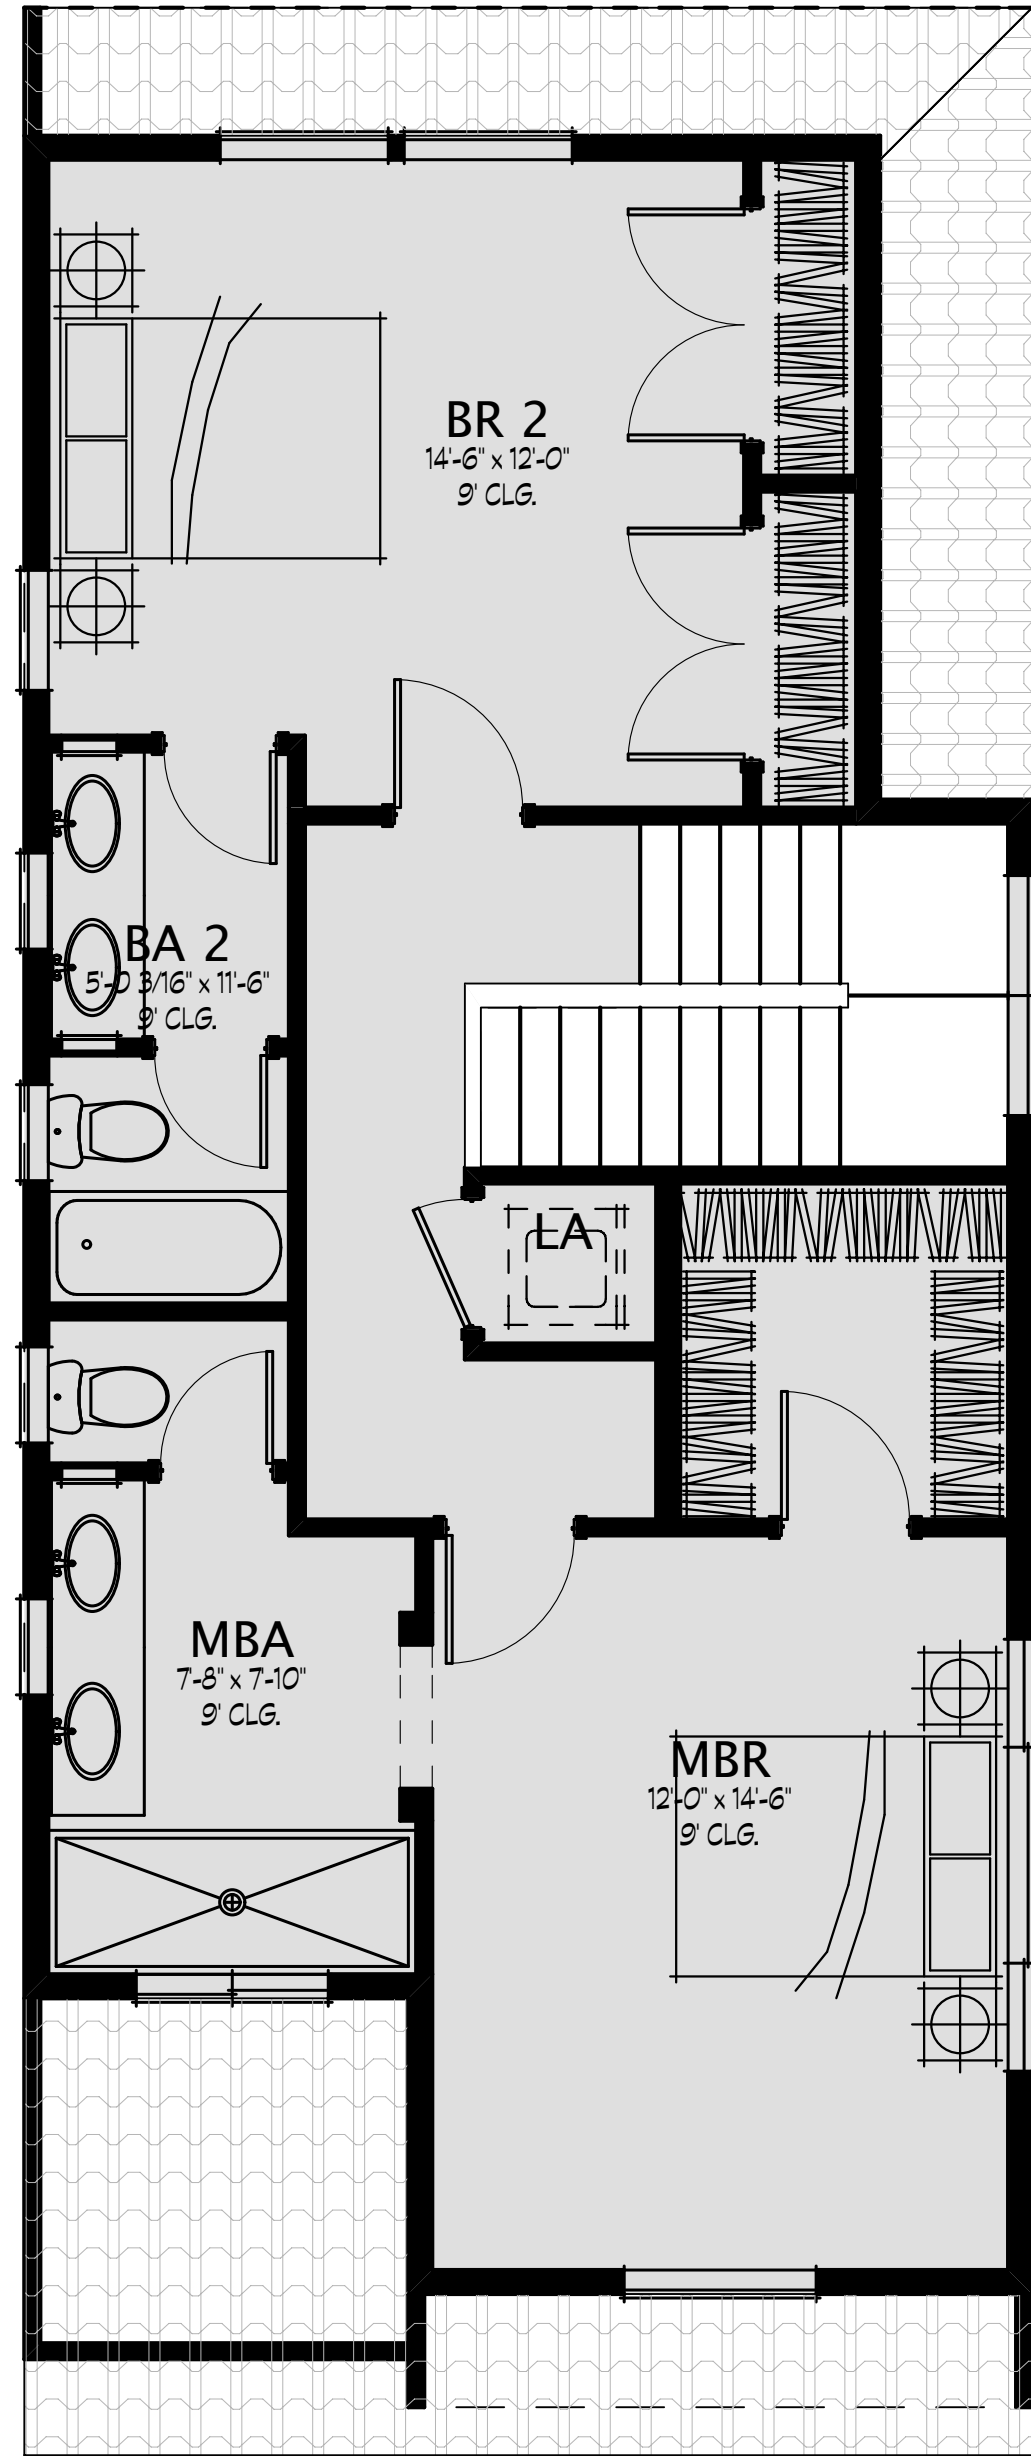 BR 2
14'-6" x 12'-0"
9' CLG.
BA 2
5'-0 3/16" x 11'-6"
9' CLG.
LA
MBA
7'-8" x 7'-10"
9' CLG.
MBR
12'-0" x 14'-6"
9' CLG.